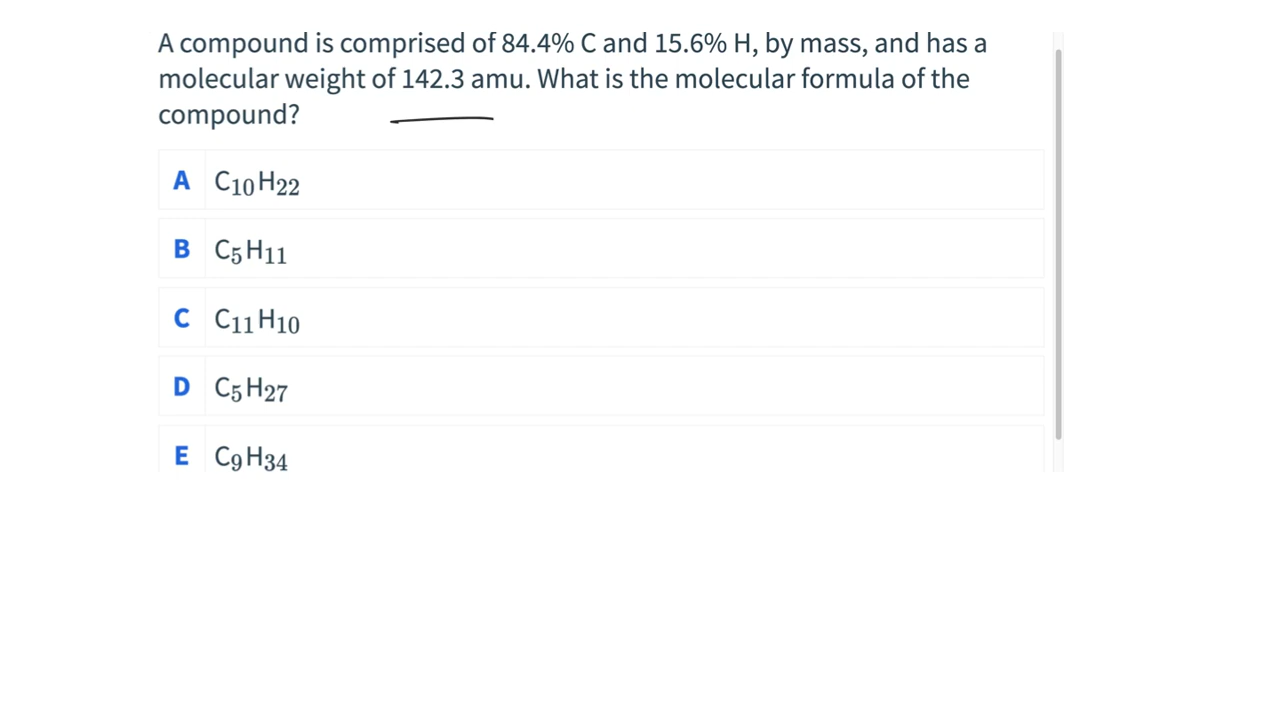 A compound is comprised of 84.4% C and 15.6% H, by mass, and has a
molecular weight of 142.3 amu. What is the molecular formula of the
compound?
A C₁₀H₂₂
B C₅H₁₁
C C₁₁H₁₀
D C₅H₂₇
E C₉H₃₄